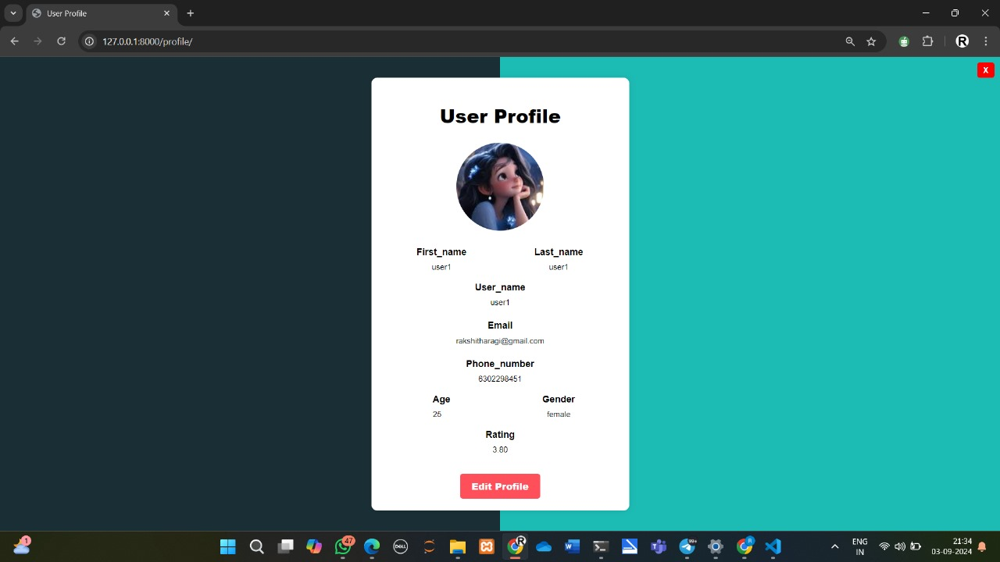 User Profile
127.0.0.1:8000/profile/
X
User Profile
First_name Last_name
user1 user1
User_name
user1
Email
rakshitharagi@gmail.com
Phone_number
6302298451
Age Gender
25 female
Rating
3.80
Edit Profile
1
47
DELL
R
W
99+
R
ENG
IN
21:34
03-09-2024